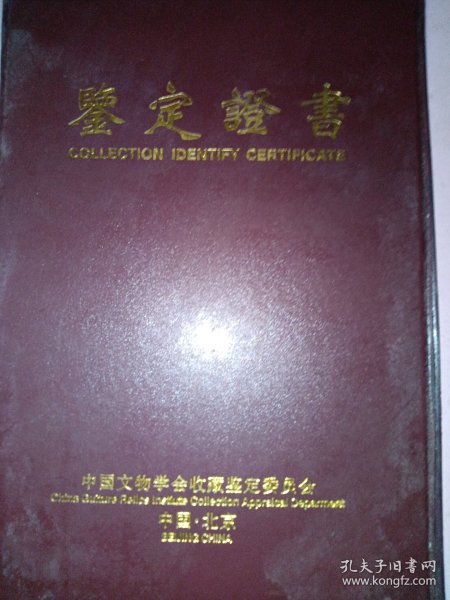 鑒定證書
COLLECTION IDENTIFY CERTIFICATE
中国文物学会收藏鉴定委员会
China Culture Relics Institute Collection Appraisal Deparment
中国·北京
BEIJING CHINA
孔夫子旧书网
www.kongfz.com